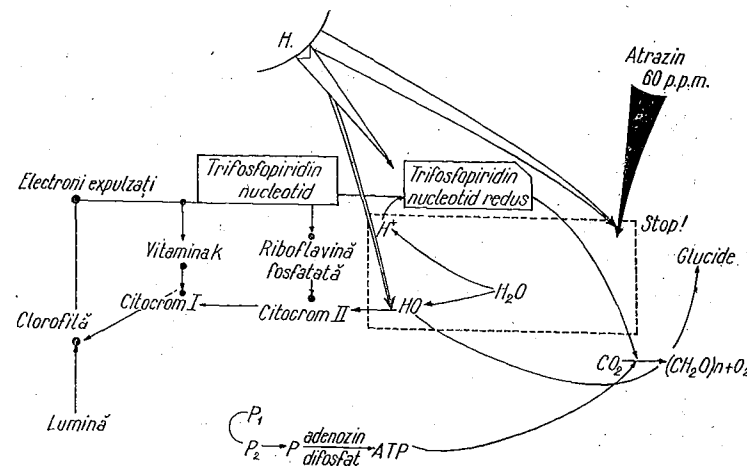 H.
Atrazin
60 p.p.m.
Electroni expulzați
Trifosfopiridin
nucleotid
Trifosfopiridin
nucleotid redus
Stop!
H⁺
Vitamina K
Riboflavină
fosfatată
Glucide
H₂O
Citocrom I
Citocrom II
HO
Clorofilă
CO₂
(CH₂O)n+O₂
Lumină
P₁
P₂
P
adenozin
difosfat
ATP